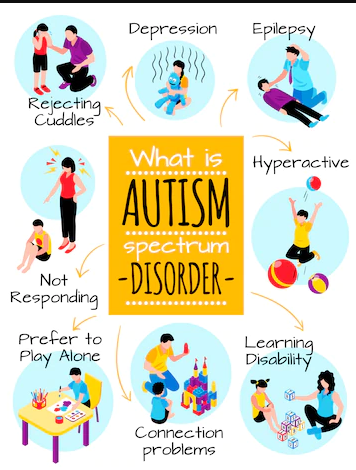 Depression
Epilepsy
Rejecting
Cuddles
What is
AUTISM
spectrum
-DISORDER-
Hyperactive
Not
Responding
Prefer to
Play Alone
Connection
problems
Learning
Disability